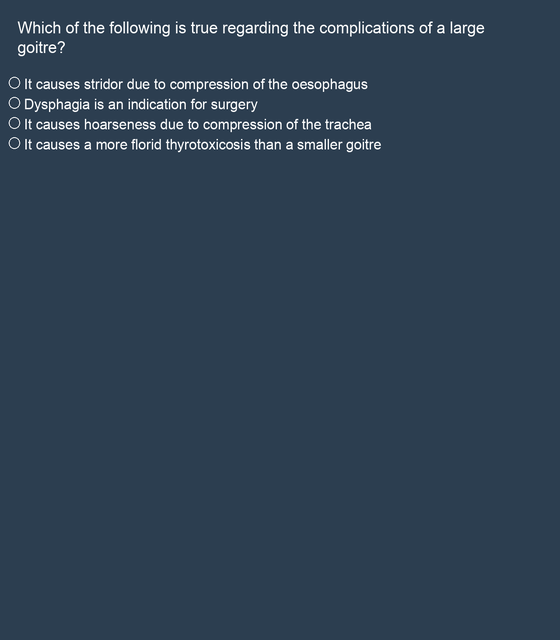 Which of the following is true regarding the complications of a large
goitre?
It causes stridor due to compression of the oesophagus
Dysphagia is an indication for surgery
It causes hoarseness due to compression of the trachea
It causes a more florid thyrotoxicosis than a smaller goitre